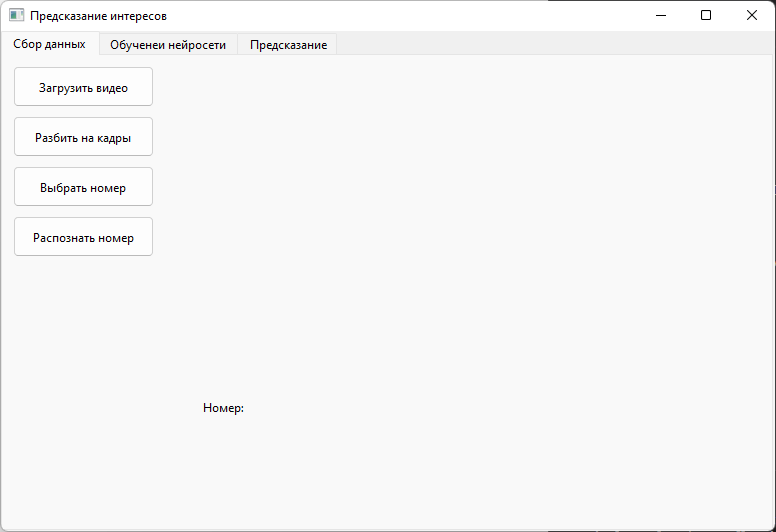 Предсказание интересов
Сбор данных Обученеи нейросети Предсказание
Загрузить видео
Разбить на кадры
Выбрать номер
Распознать номер
Номер: